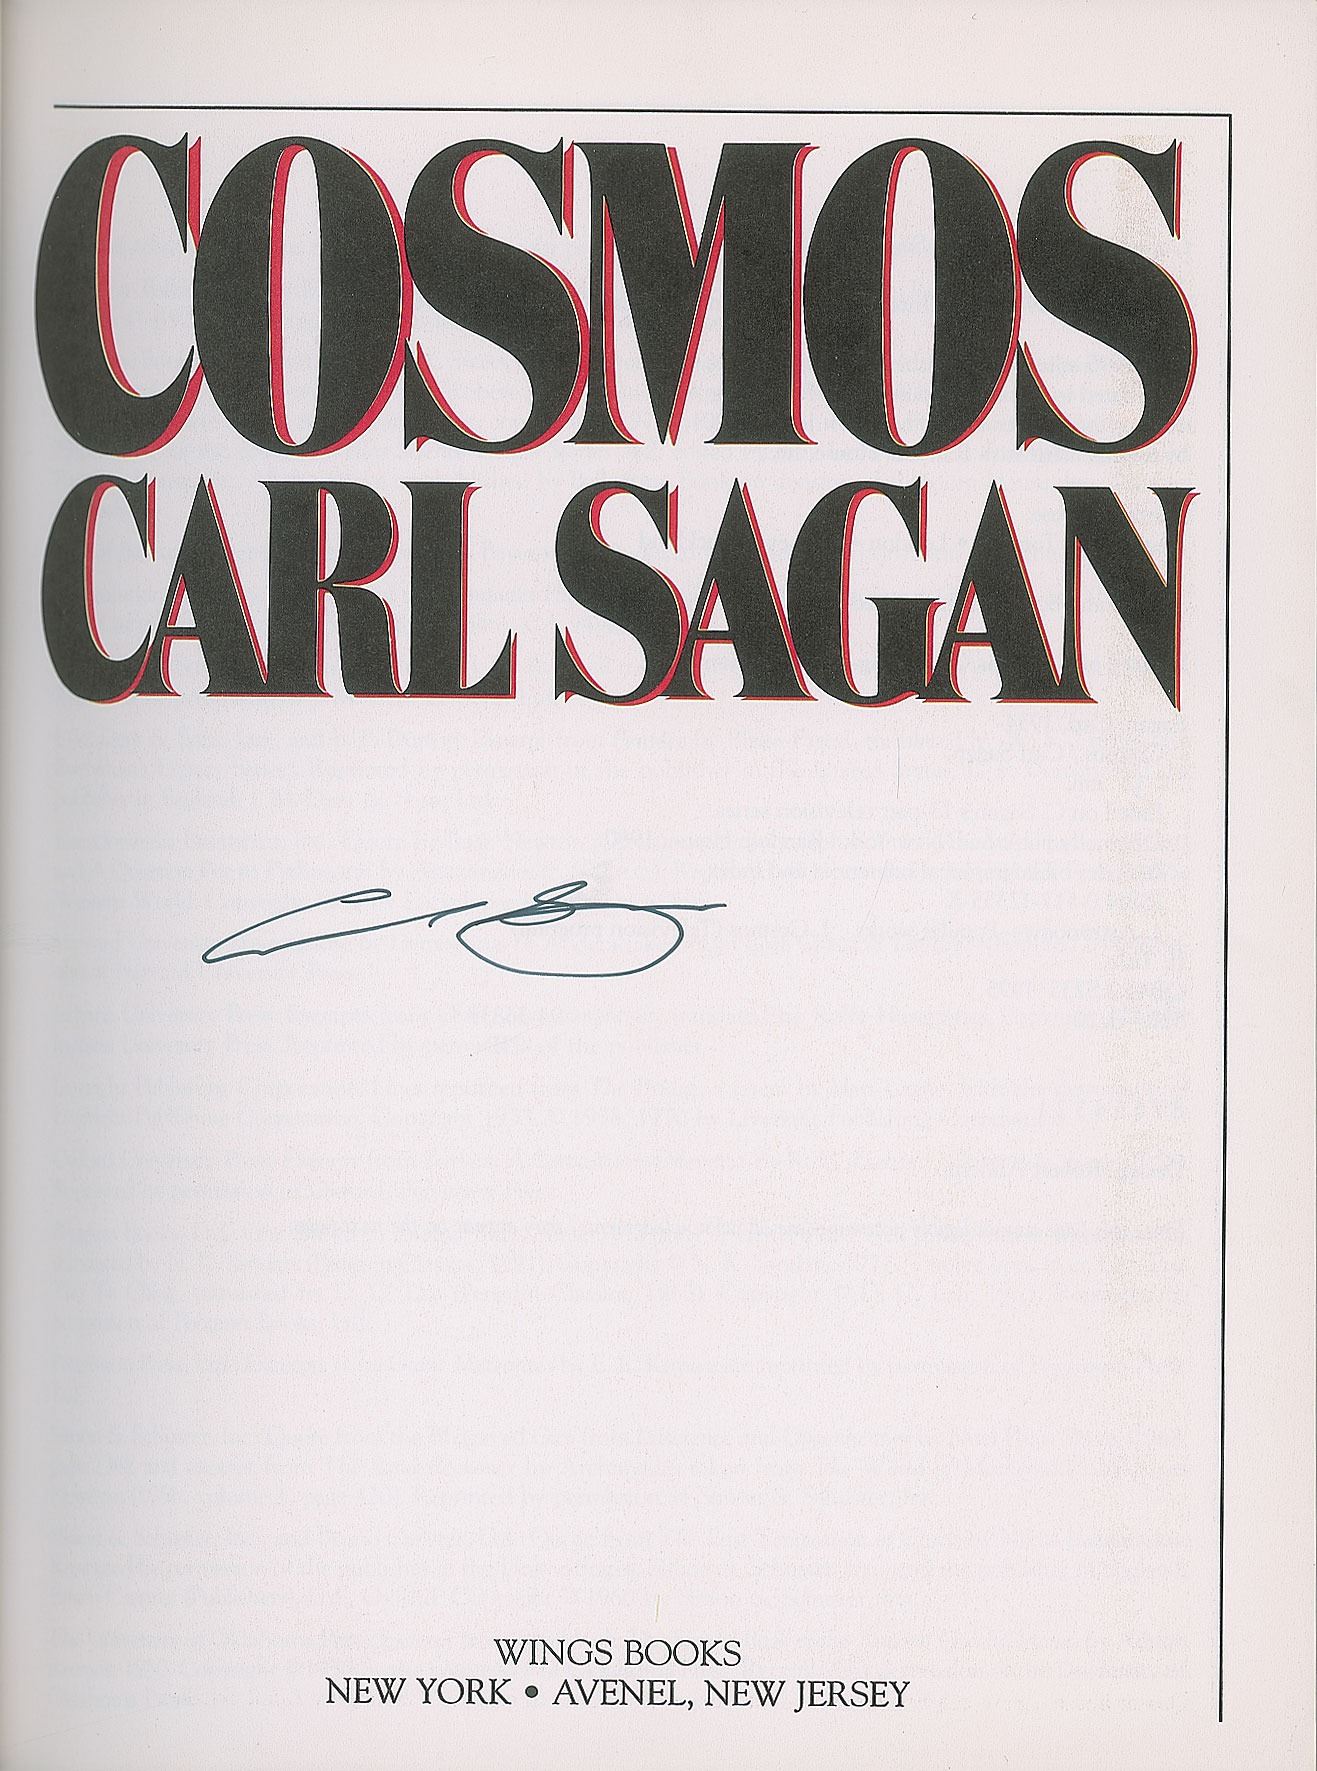 COSMOS
CARL SAGAN
WINGS BOOKS
NEW YORK • AVENEL, NEW JERSEY